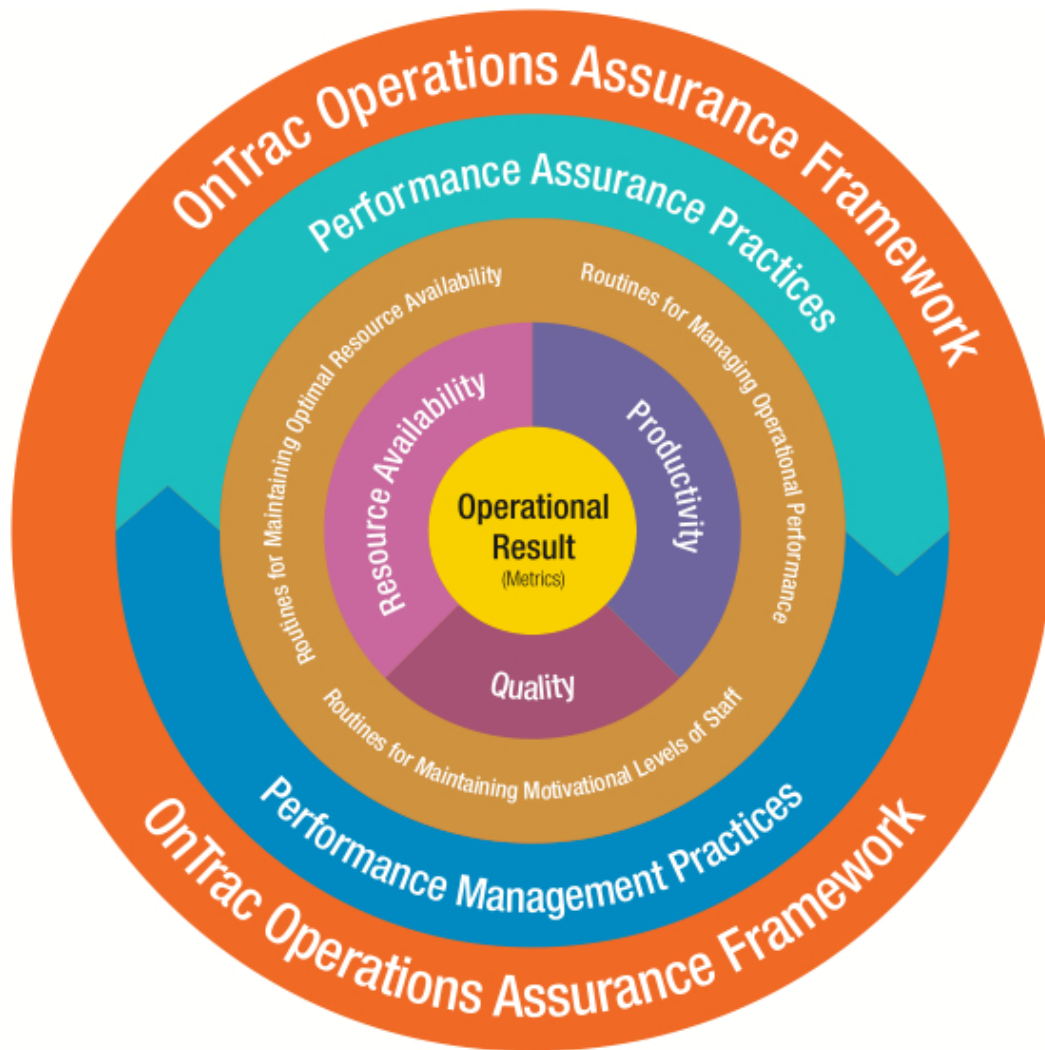 OnTrac Operations Assurance Framework
Performance Assurance Practices
Routines for Maintaining Optimal Resource Availability
Routines for Managing Operational Performance
Resource Availability
Productivity
Operational
Result
(Metrics)
Quality
Routines for Maintaining Motivational Levels of Staff
Performance Management Practices
OnTrac Operations Assurance Framework